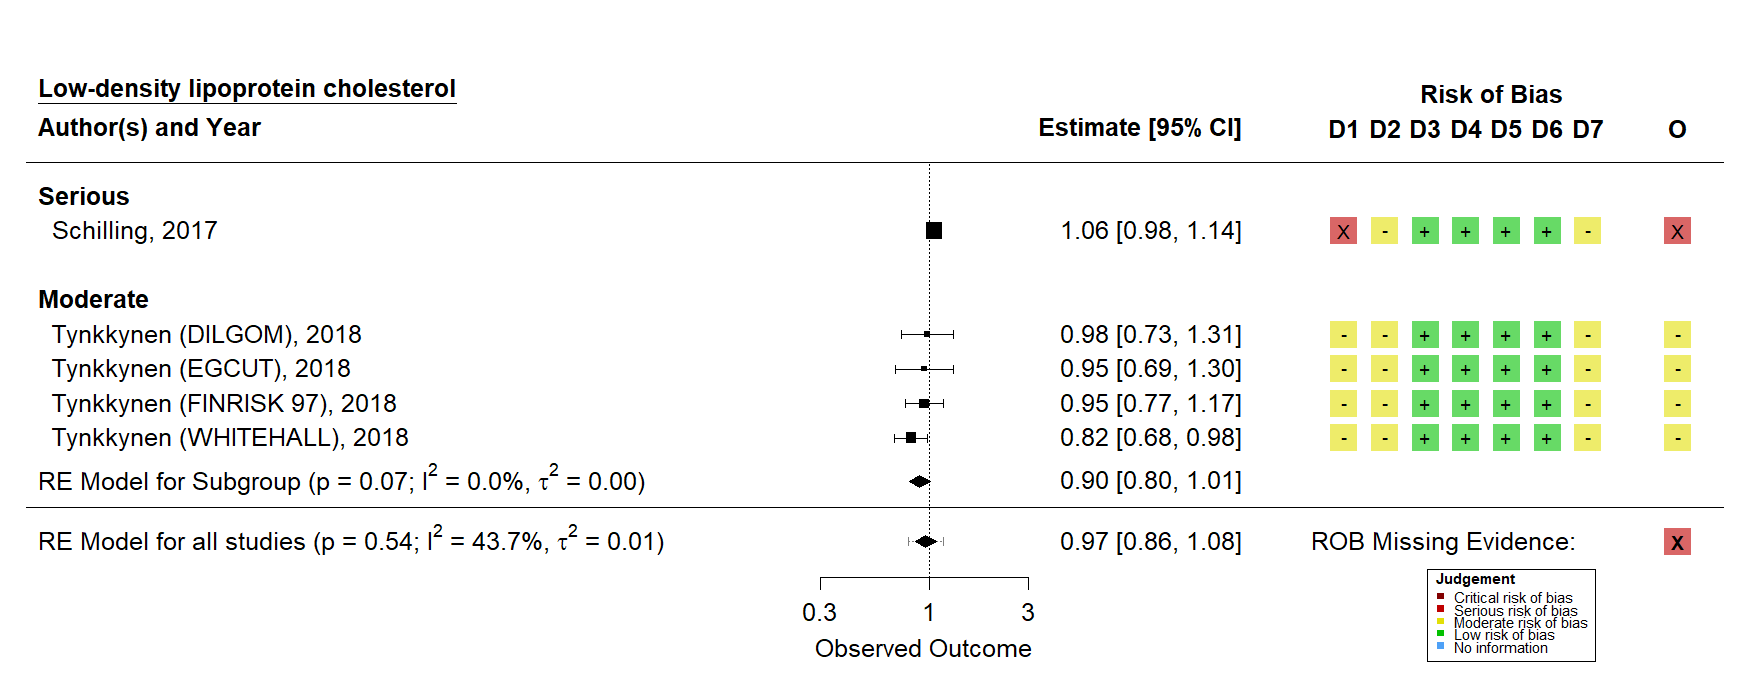 Low-density lipoprotein cholesterol
Risk of Bias
Author(s) and Year Estimate [95% CI] D1 D2 D3 D4 D5 D6 D7 O
Serious
Schilling, 2017 1.06 [0.98, 1.14] X - + + + + - X
Moderate
Tynkkynen (DILGOM), 2018 0.98 [0.73, 1.31] - - + + + + - -
Tynkkynen (EGCUT), 2018 0.95 [0.69, 1.30] - - + + + + - -
Tynkkynen (FINRISK 97), 2018 0.95 [0.77, 1.17] - - + + + + - -
Tynkkynen (WHITEHALL), 2018 0.82 [0.68, 0.98] - - + + + + - -
RE Model for Subgroup (p = 0.07; I² = 0.0%, τ² = 0.00) 0.90 [0.80, 1.01]
RE Model for all studies (p = 0.54; I² = 43.7%, τ² = 0.01) 0.97 [0.86, 1.08] ROB Missing Evidence: X
0.3 1 3
Observed Outcome
Judgement
Critical risk of bias
Serious risk of bias
Moderate risk of bias
Low risk of bias
No information